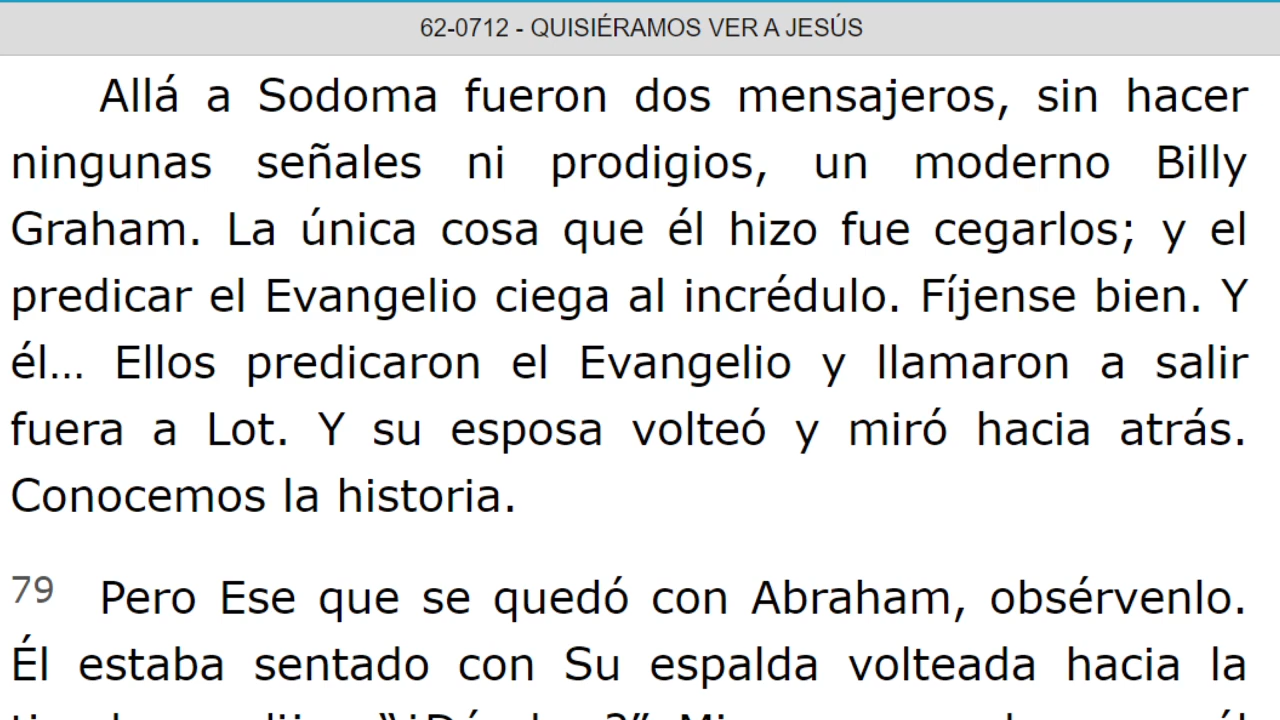 62-0712 - QUISIÉRAMOS VER A JESÚS
Allá a Sodoma fueron dos mensajeros, sin hacer
ningunas señales ni prodigios, un moderno Billy
Graham. La única cosa que él hizo fue cegarlos; y el
predicar el Evangelio ciega al incrédulo. Fíjense bien. Y
él… Ellos predicaron el Evangelio y llamaron a salir
fuera a Lot. Y su esposa volteó y miró hacia atrás.
Conocemos la historia.
79 Pero Ese que se quedó con Abraham, obsérvenlo.
Él estaba sentado con Su espalda volteada hacia la